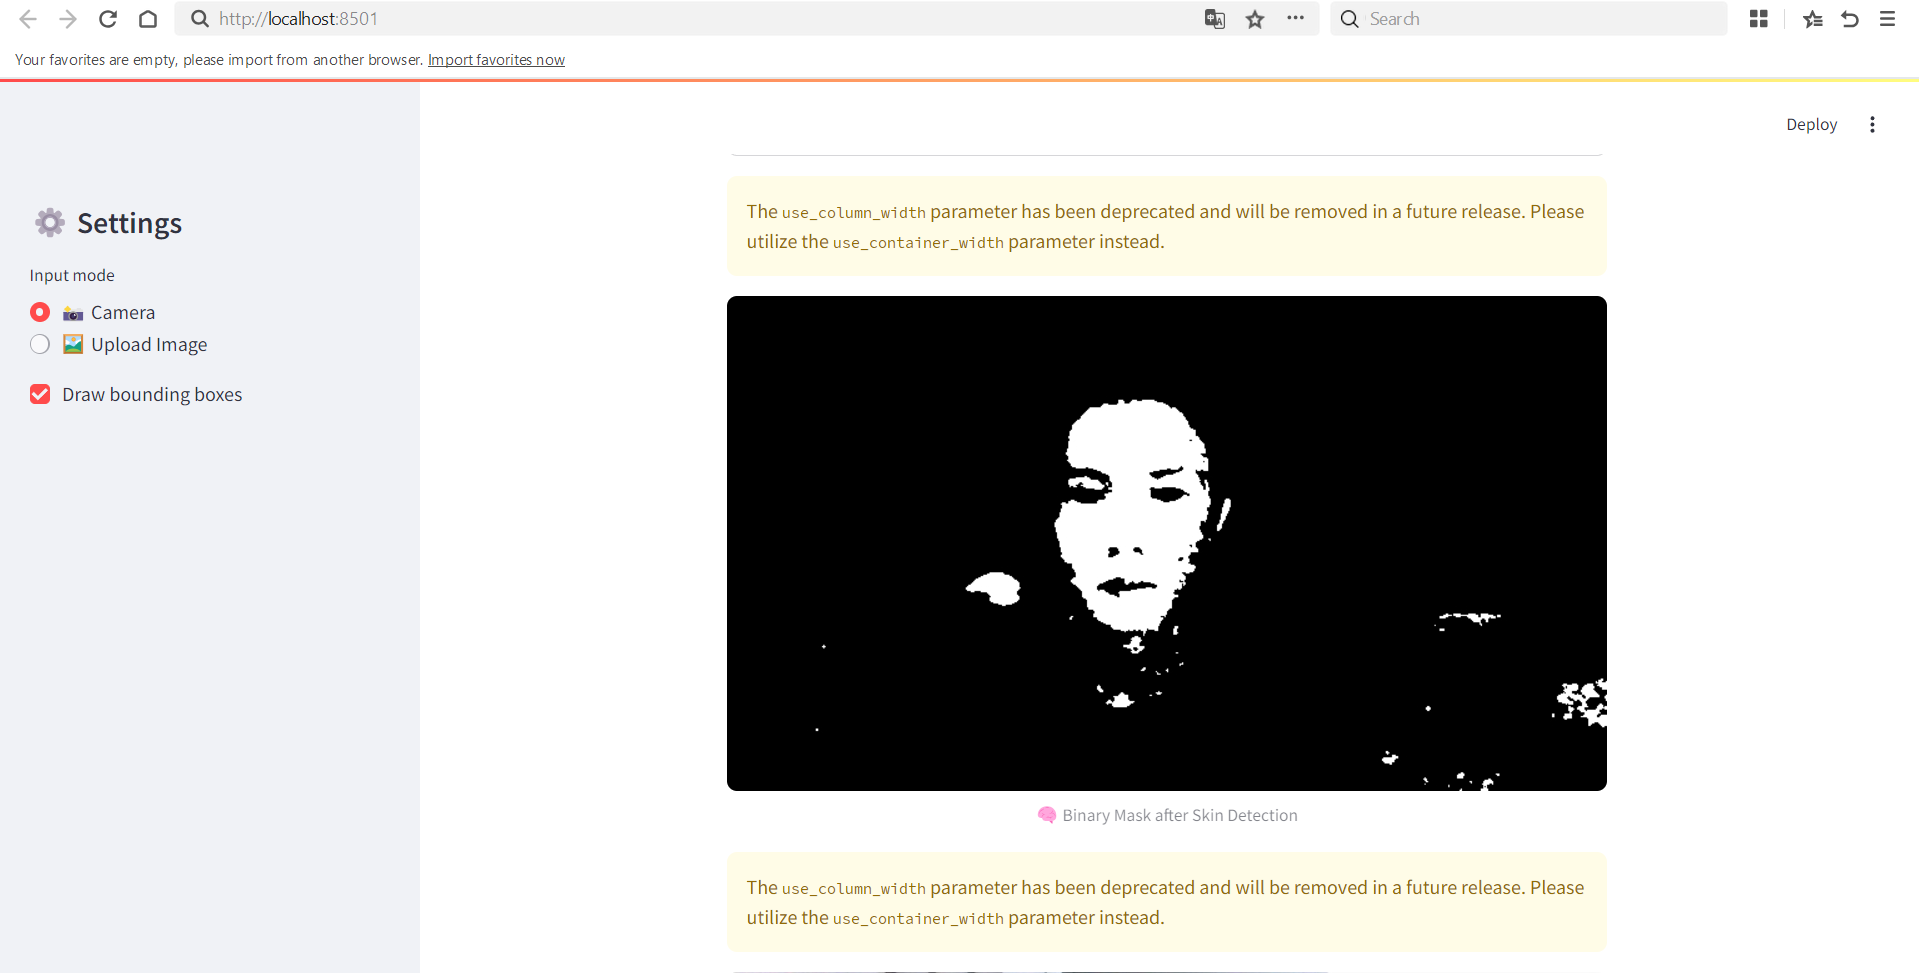 http://localhost:8501
Search
Your favorites are empty, please import from another browser. Import favorites now
Deploy
Settings
Input mode
Camera
Upload Image
Draw bounding boxes
The use_column_width parameter has been deprecated and will be removed in a future release. Please
utilize the use_container_width parameter instead.
Binary Mask after Skin Detection
The use_column_width parameter has been deprecated and will be removed in a future release. Please
utilize the use_container_width parameter instead.